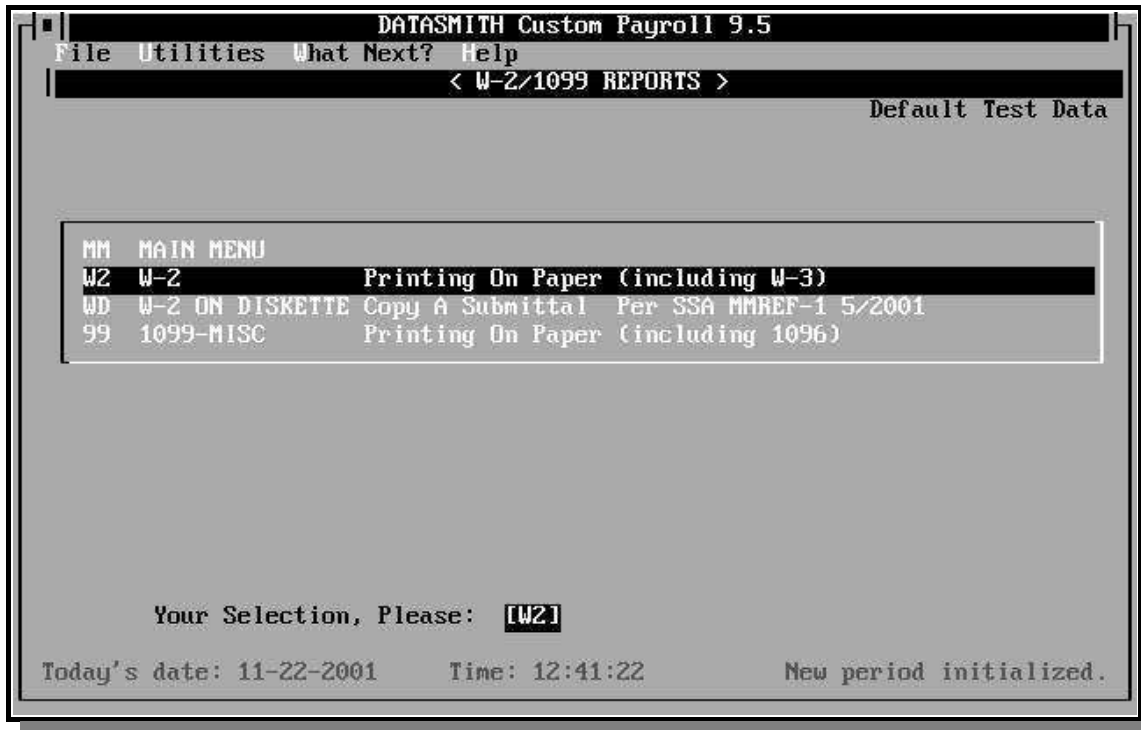 DATASMITH Custom Payroll 9.5
File Utilities What Next? Help
< W-2/1099 REPORTS >
Default Test Data
MM MAIN MENU
W2 W-2 Printing On Paper (including W-3)
WD W-2 ON DISKETTE Copy A Submittal Per SSA MMREF-1 5/2001
99 1099-MISC Printing On Paper (including 1096)
Your Selection, Please: [W2]
Today's date: 11-22-2001 Time: 12:41:22 New period initialized.